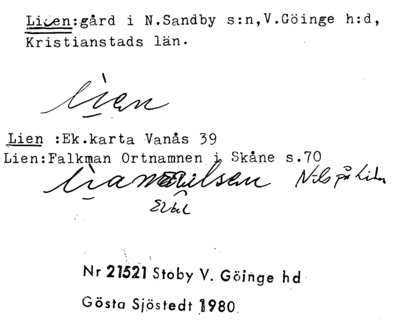 Lien:gård i N.Sandby s:n,V.Göinge h:d,
Kristianstads län.
Lien
Lien :Ek.karta Vanås 39
Lien:Falkman Ortnamnen i Skåne s.70
Nils på Lien
Nr 21521 Stoby V. Göinge hd
Gösta Sjöstedt 1980